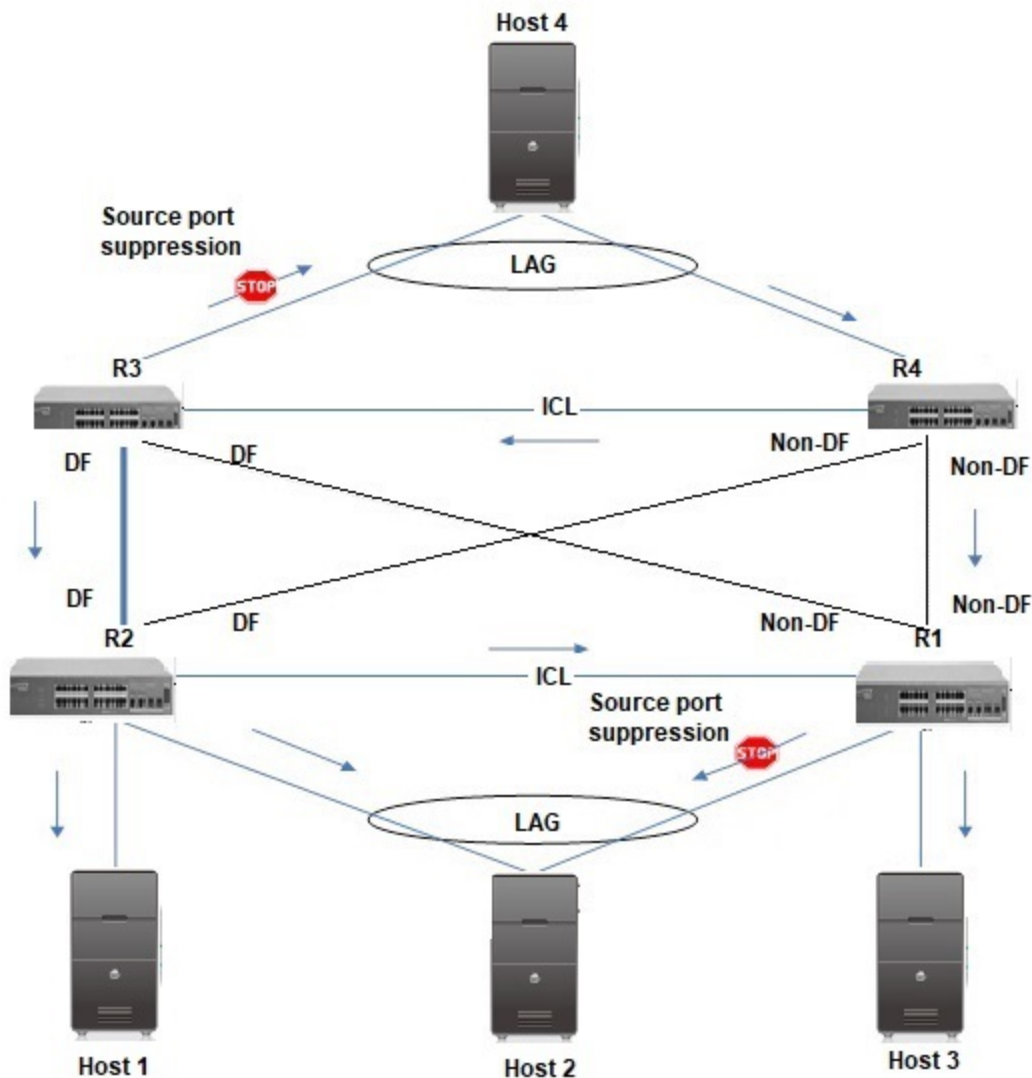 Host 4
Source port
suppression
STOP
LAG
R3
R4
ICL
DF
DF
Non-DF
Non-DF
DF
DF
Non-DF
Non-DF
R2
R1
ICL
Source port
suppression
STOP
LAG
Host 1
Host 2
Host 3